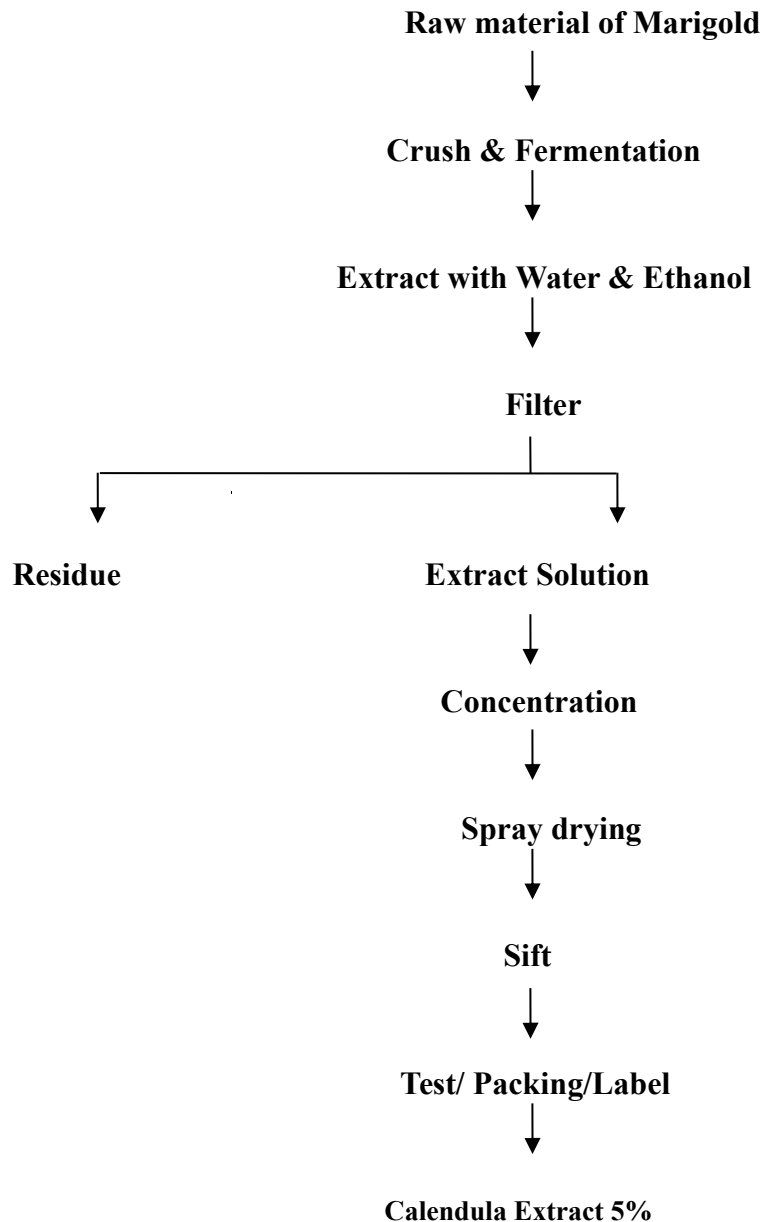 Raw material of Marigold
Crush & Fermentation
Extract with Water & Ethanol
Filter
Residue
Extract Solution
Concentration
Spray drying
Sift
Test/ Packing/Label
Calendula Extract 5%